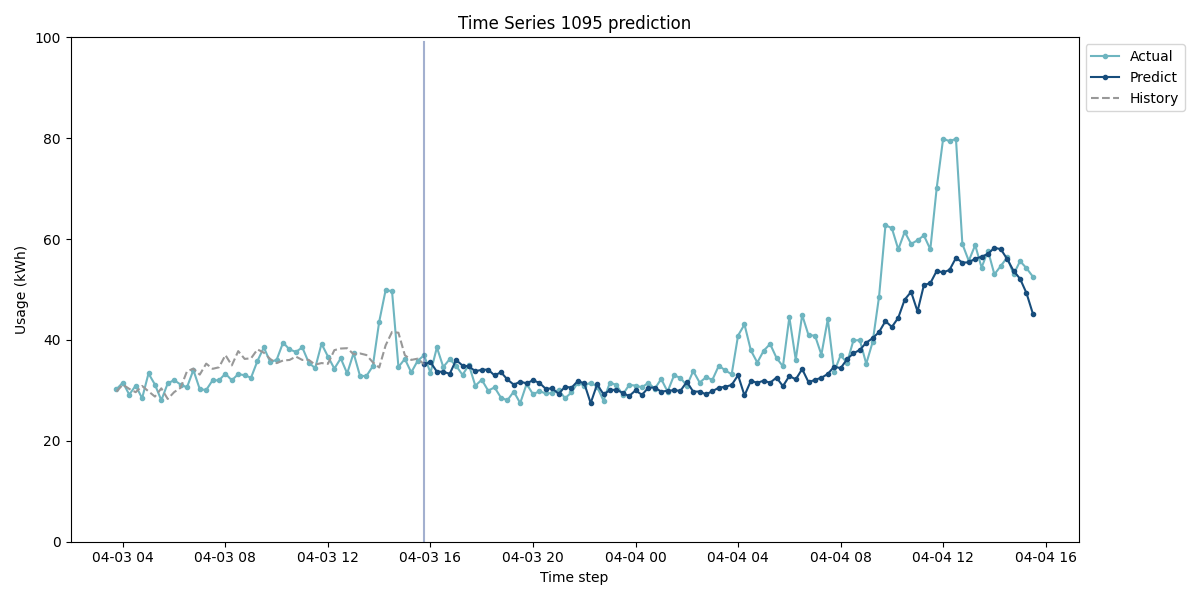 Time Series 1095 prediction
Usage (kWh)
100
80
60
40
20
0
04-03 04
04-03 08
04-03 12
04-03 16
04-03 20
04-04 00
04-04 04
04-04 08
04-04 12
04-04 16
Time step
Actual
Predict
History